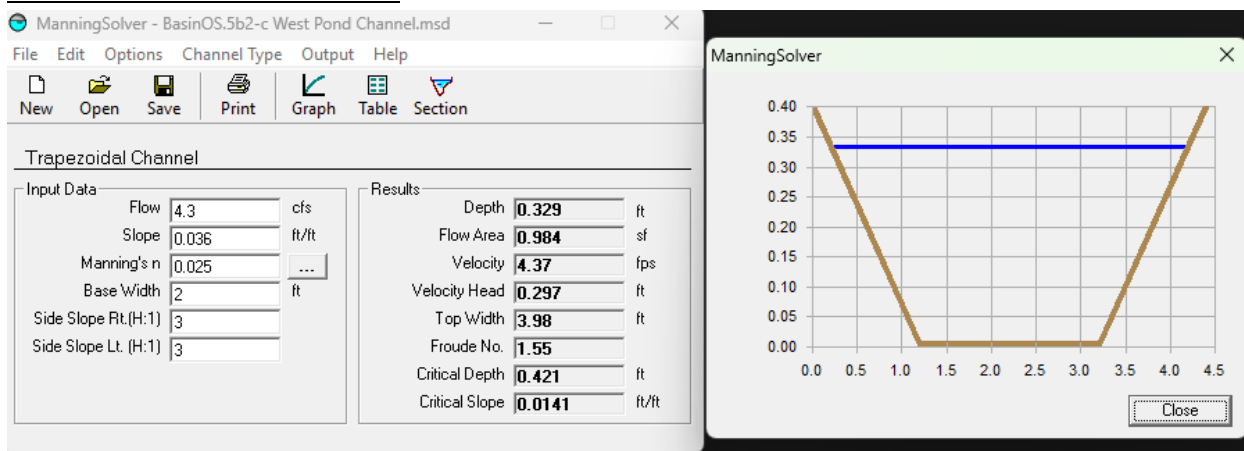 ManningSolver - BasinOS.5b2-c West Pond Channel.msd
File Edit Options Channel Type Output Help
New Open Save Print Graph Table Section
Trapezoidal Channel
Input Data
Flow 4.3 cfs
Slope 0.036 ft/ft
Manning's n 0.025 ...
Base Width 2 ft
Side Slope Rt.(H:1) 3
Side Slope Lt. (H:1) 3
Results
Depth 0.329 ft
Flow Area 0.984 sf
Velocity 4.37 fps
Velocity Head 0.297 ft
Top Width 3.98 ft
Froude No. 1.55
Critical Depth 0.421 ft
Critical Slope 0.0141 ft/ft
ManningSolver
0.40
0.35
0.30
0.25
0.20
0.15
0.10
0.05
0.00
0.0 0.5 1.0 1.5 2.0 2.5 3.0 3.5 4.0 4.5
Close